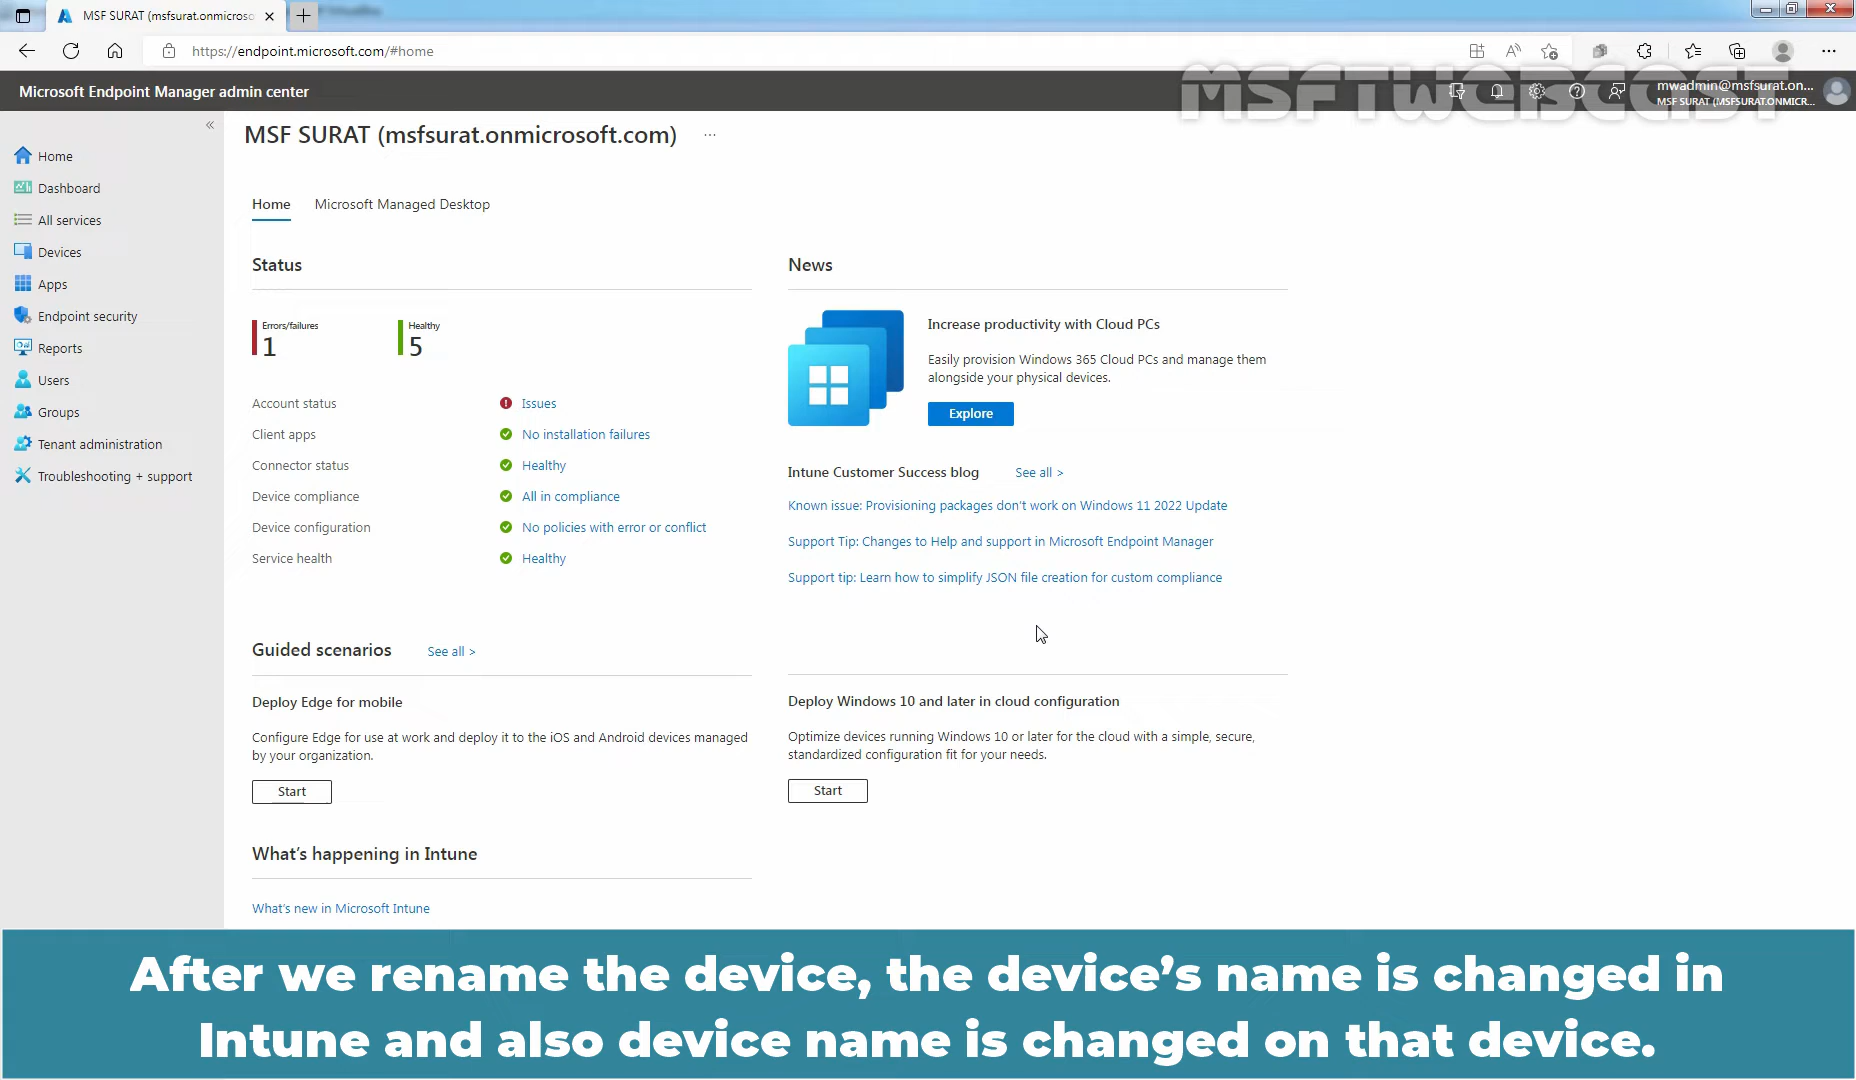 MSF SURAT (msfsurat.onmicroso
https://endpoint.microsoft.com/#home
MSFTWEBCAST
Microsoft Endpoint Manager admin center
mwadmin@msfsurat.on...
MSF SURAT (MSFSURAT.ONMICR...
MSF SURAT (msfsurat.onmicrosoft.com) ...
Home
Dashboard
All services
Devices
Apps
Endpoint security
Reports
Users
Groups
Tenant administration
Troubleshooting + support
Home Microsoft Managed Desktop
Status
Errors/failures
1
Healthy
5
Account status Issues
Client apps No installation failures
Connector status Healthy
Device compliance All in compliance
Device configuration No policies with error or conflict
Service health Healthy
News
Increase productivity with Cloud PCs
Easily provision Windows 365 Cloud PCs and manage them
alongside your physical devices.
Explore
Intune Customer Success blog See all >
Known issue: Provisioning packages don't work on Windows 11 2022 Update
Support Tip: Changes to Help and support in Microsoft Endpoint Manager
Support tip: Learn how to simplify JSON file creation for custom compliance
Guided scenarios See all >
Deploy Edge for mobile
Configure Edge for use at work and deploy it to the iOS and Android devices managed
by your organization.
Start
Deploy Windows 10 and later in cloud configuration
Optimize devices running Windows 10 or later for the cloud with a simple, secure,
standardized configuration fit for your needs.
Start
What's happening in Intune
What's new in Microsoft Intune
After we rename the device, the device's name is changed in
Intune and also device name is changed on that device.